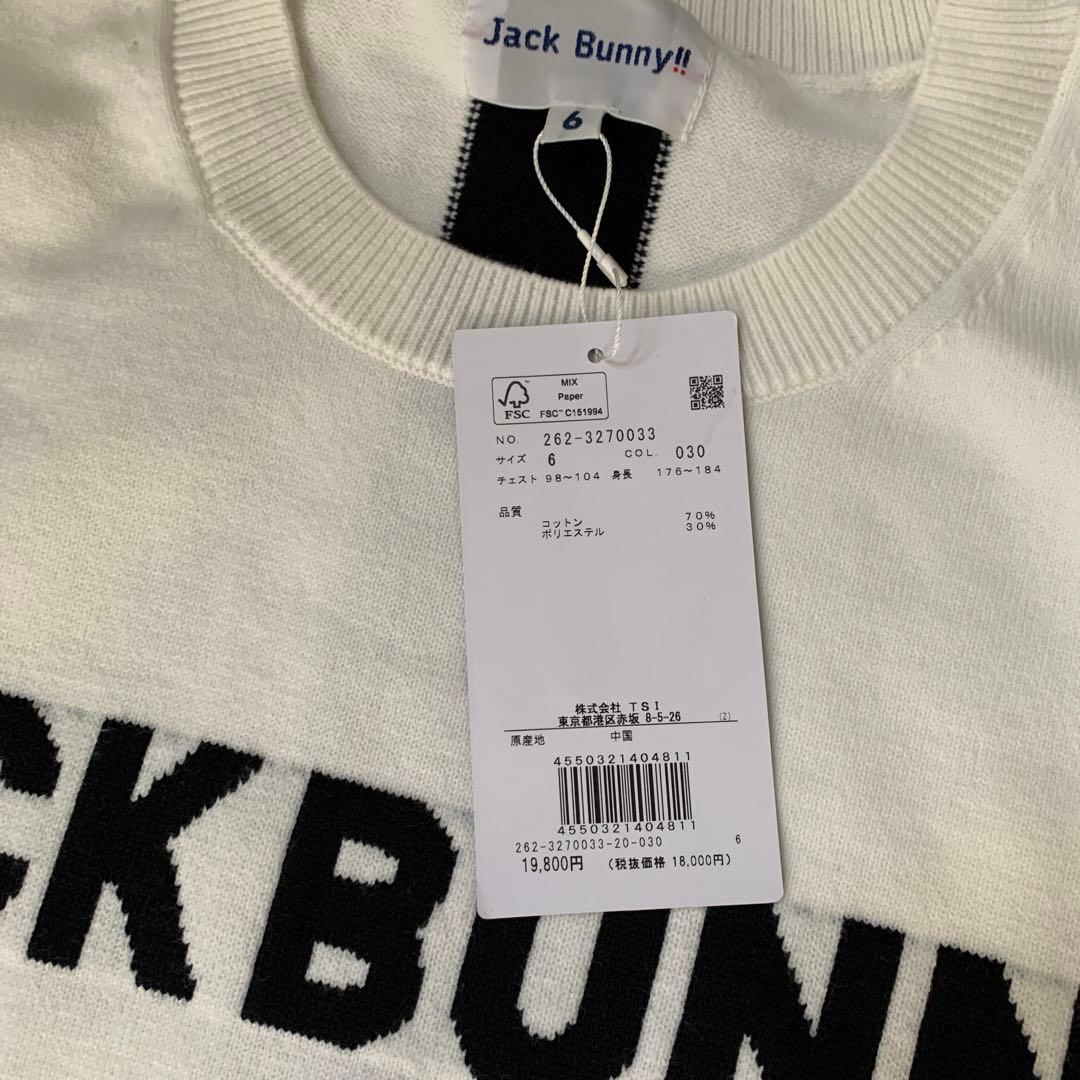 Jack Bunny!!
6
MIX
Paper
FSC™ C151994
FSC
NO. 262-3270033
サイズ 6 COL. 030
チェスト 98～104 身長 176～184
品質
コットン 70%
ポリエステル 30%
株式会社 TSI
東京都港区赤坂 8-5-26 (Z)
原産地 中国
4550321404811
4550321404811
262-3270033-20-030 6
19,800円 (税抜価格 18,000円)
CKBUNN